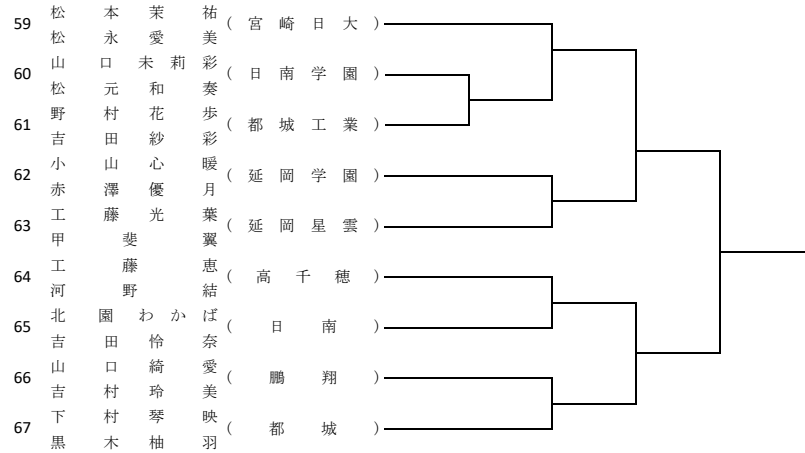 松本茉祐
59 (宮崎日大)
松永愛美
山口未莉彩
60 (日南学園)
松元和奏
野村花歩
61 (都城工業)
吉田紗彩
小山心暖
62 (延岡学園)
赤澤優月
工藤光葉
63 (延岡星雲)
甲斐翼
工藤恵
64 (高千穂)
河野結
北園わかば
65 (日南)
吉田怜奈
山口綺愛
66 (鵬翔)
吉村玲美
下村琴映
67 (都城)
黒木柚羽